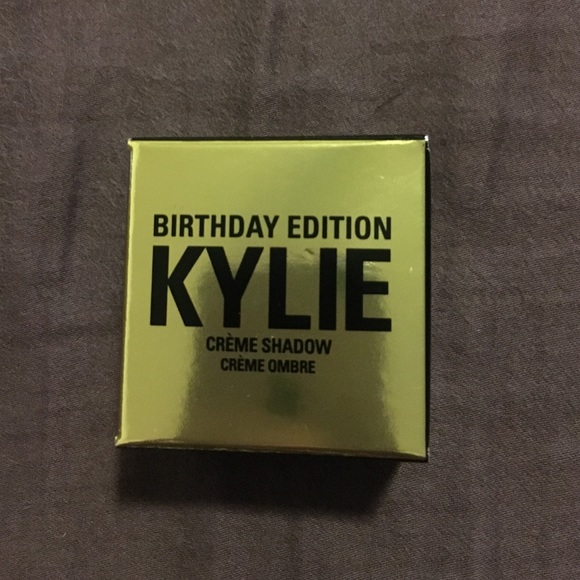 BIRTHDAY EDITION
KYLIE
CRÈME SHADOW
CRÈME OMBRE